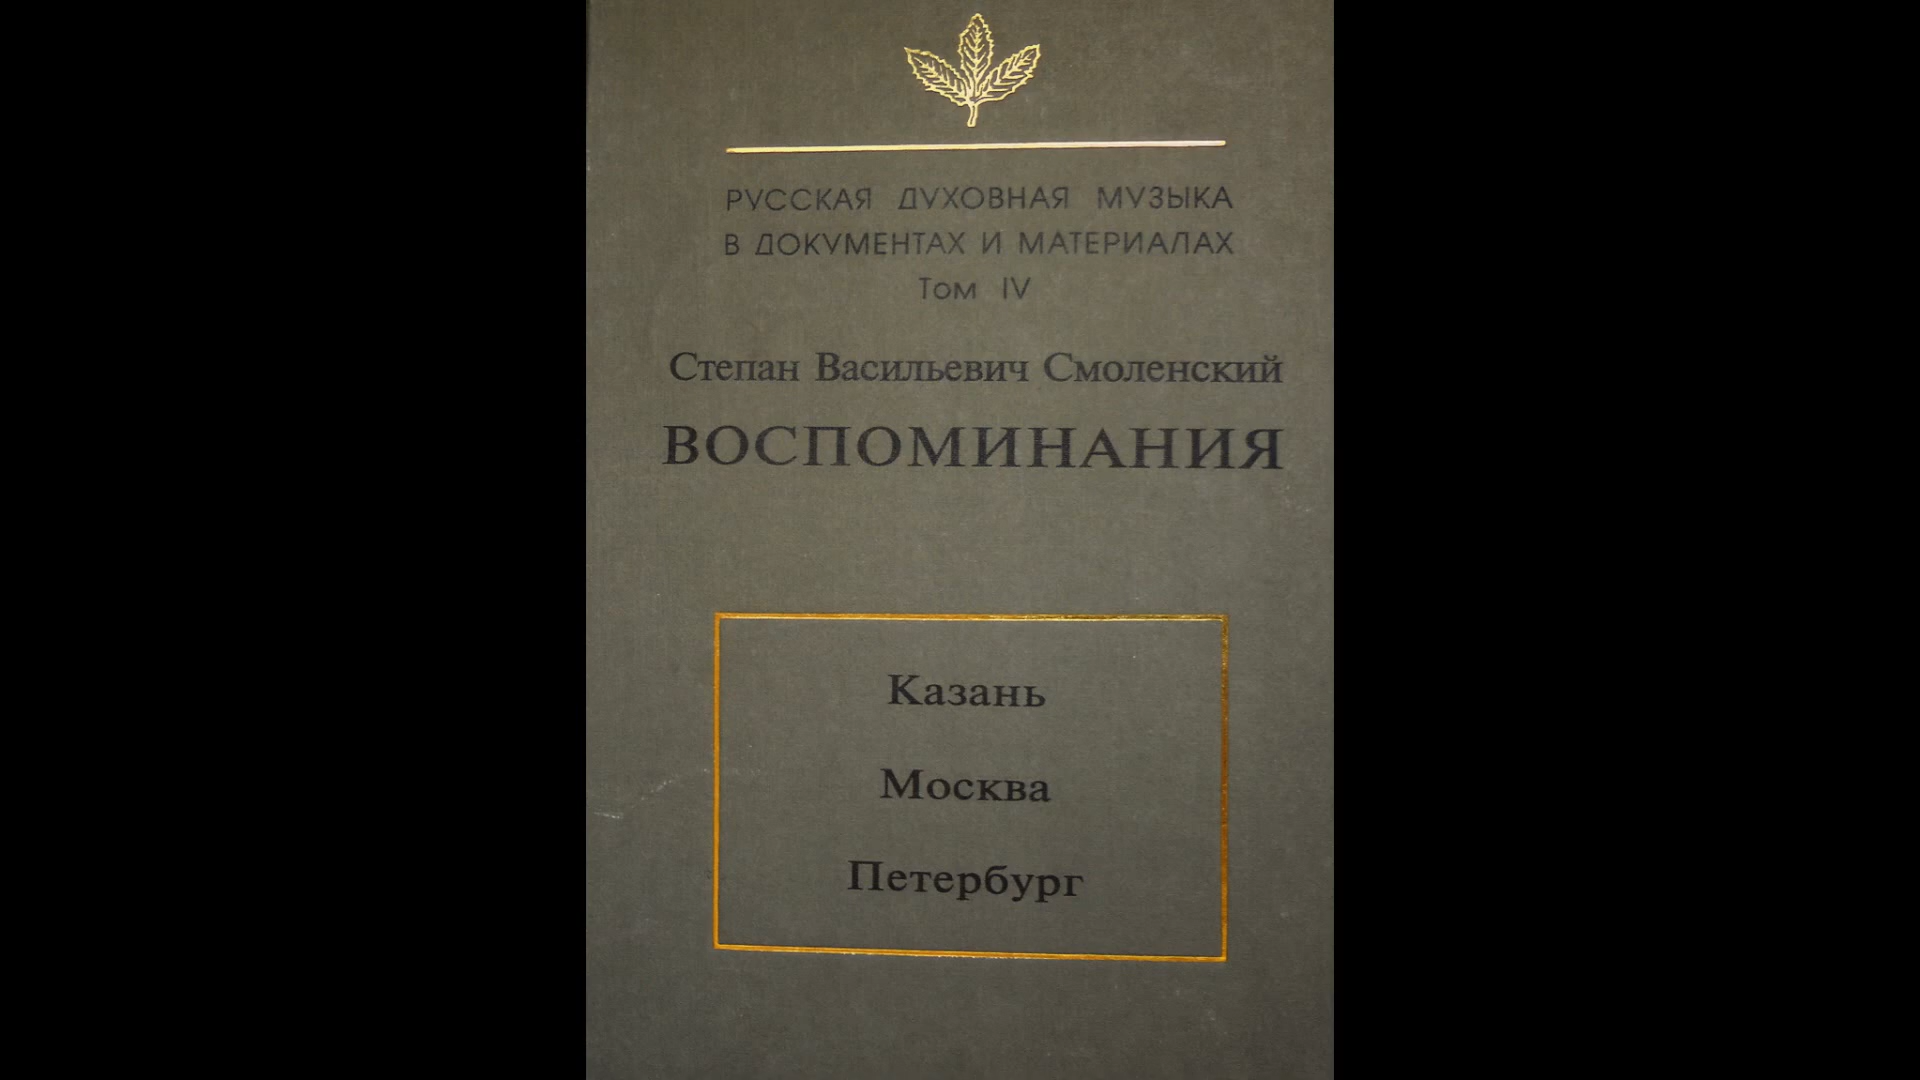 РУССКАЯ ДУХОВНАЯ МУЗЫКА
В ДОКУМЕНТАХ И МАТЕРИАЛАХ
Том IV
Степан Васильевич Смоленский
ВОСПОМИНАНИЯ
Казань
Москва
Петербург